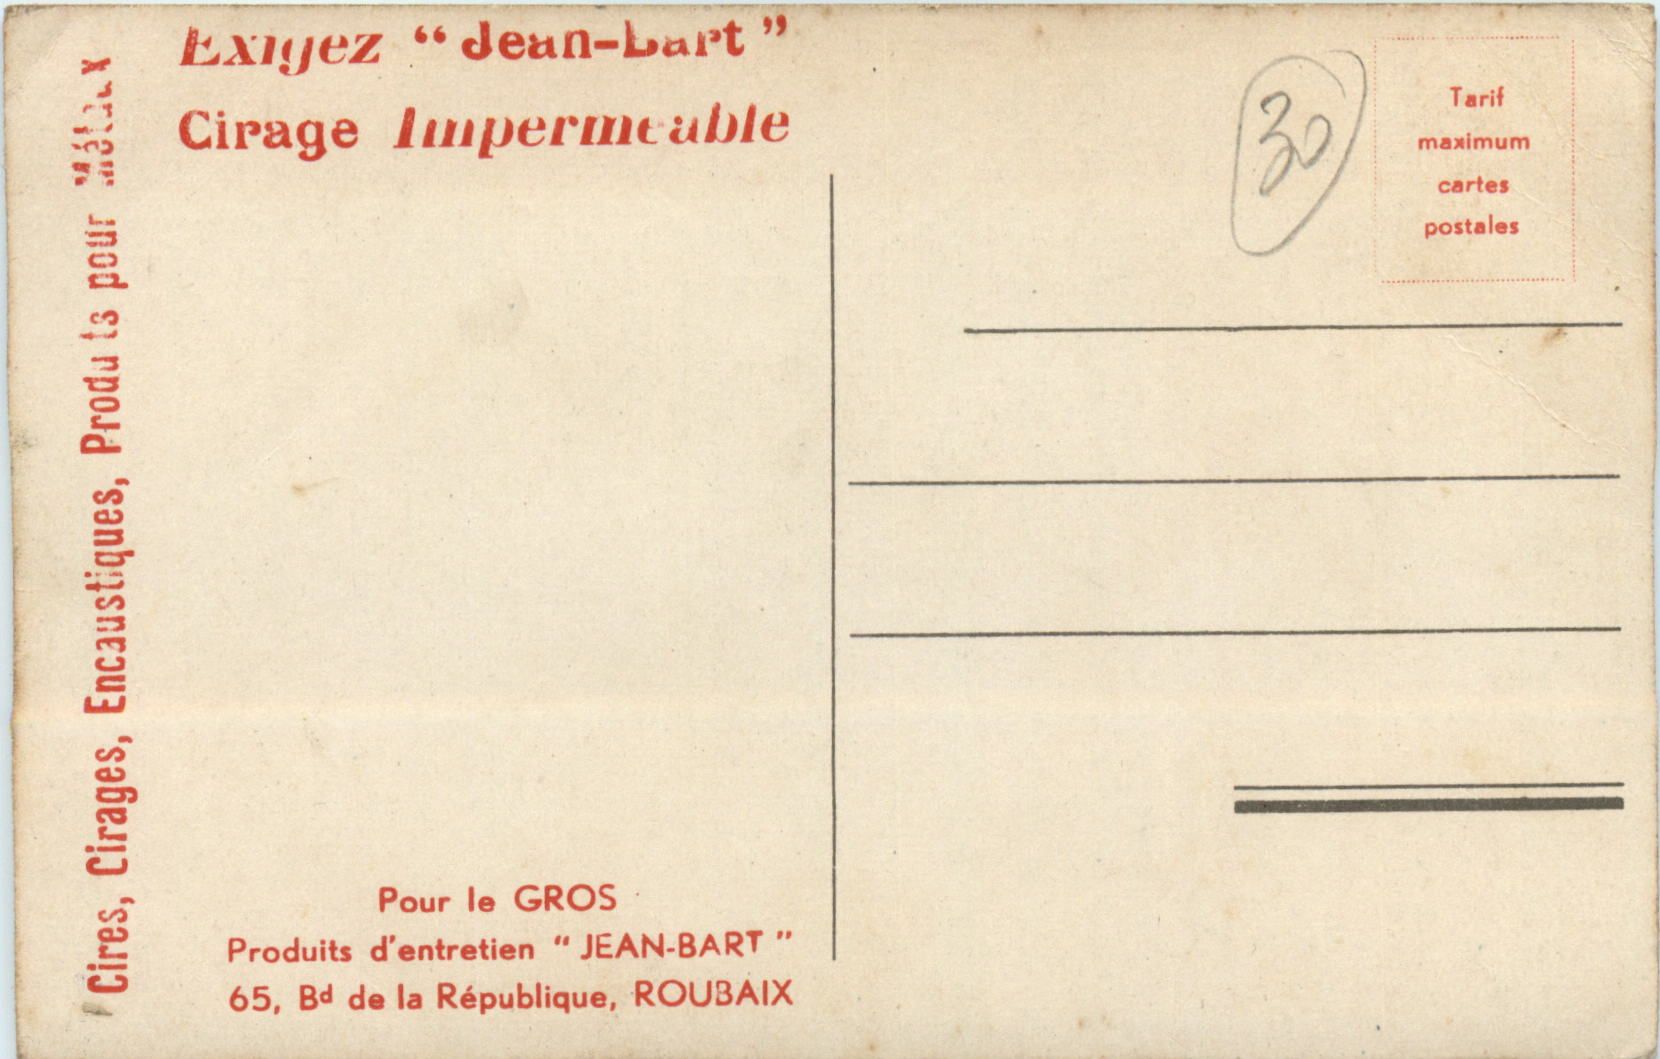 Exigez “ Jean-Bart ”
Cirage Imperméable
Cires, Cirages, Encaustiques, Produits pour Métaux
30
Tarif
maximum
cartes
postales
Pour le GROS
Produits d'entretien “ JEAN-BART ”
65, Bd de la République, ROUBAIX